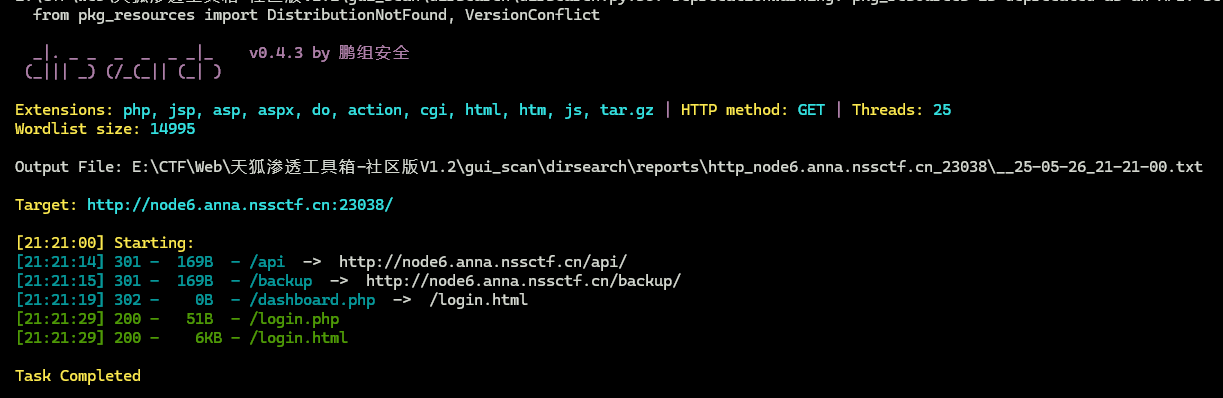 from pkg_resources import DistributionNotFound, VersionConflict
v0.4.3 by 鹏组安全
Extensions: php, jsp, asp, aspx, do, action, cgi, html, htm, js, tar.gz | HTTP method: GET | Threads: 25
Wordlist size: 14995
Output File: E:\CTF\Web\天狐渗透工具箱-社区版V1.2\gui_scan\dirsearch\reports\http_node6.anna.nssctf.cn_23038\__25-05-26_21-21-00.txt
Target: http://node6.anna.nssctf.cn:23038/
[21:21:00] Starting:
[21:21:14] 301 - 169B - /api -> http://node6.anna.nssctf.cn/api/
[21:21:15] 301 - 169B - /backup -> http://node6.anna.nssctf.cn/backup/
[21:21:19] 302 - 0B - /dashboard.php -> /login.html
[21:21:29] 200 - 51B - /login.php
[21:21:29] 200 - 6KB - /login.html
Task Completed